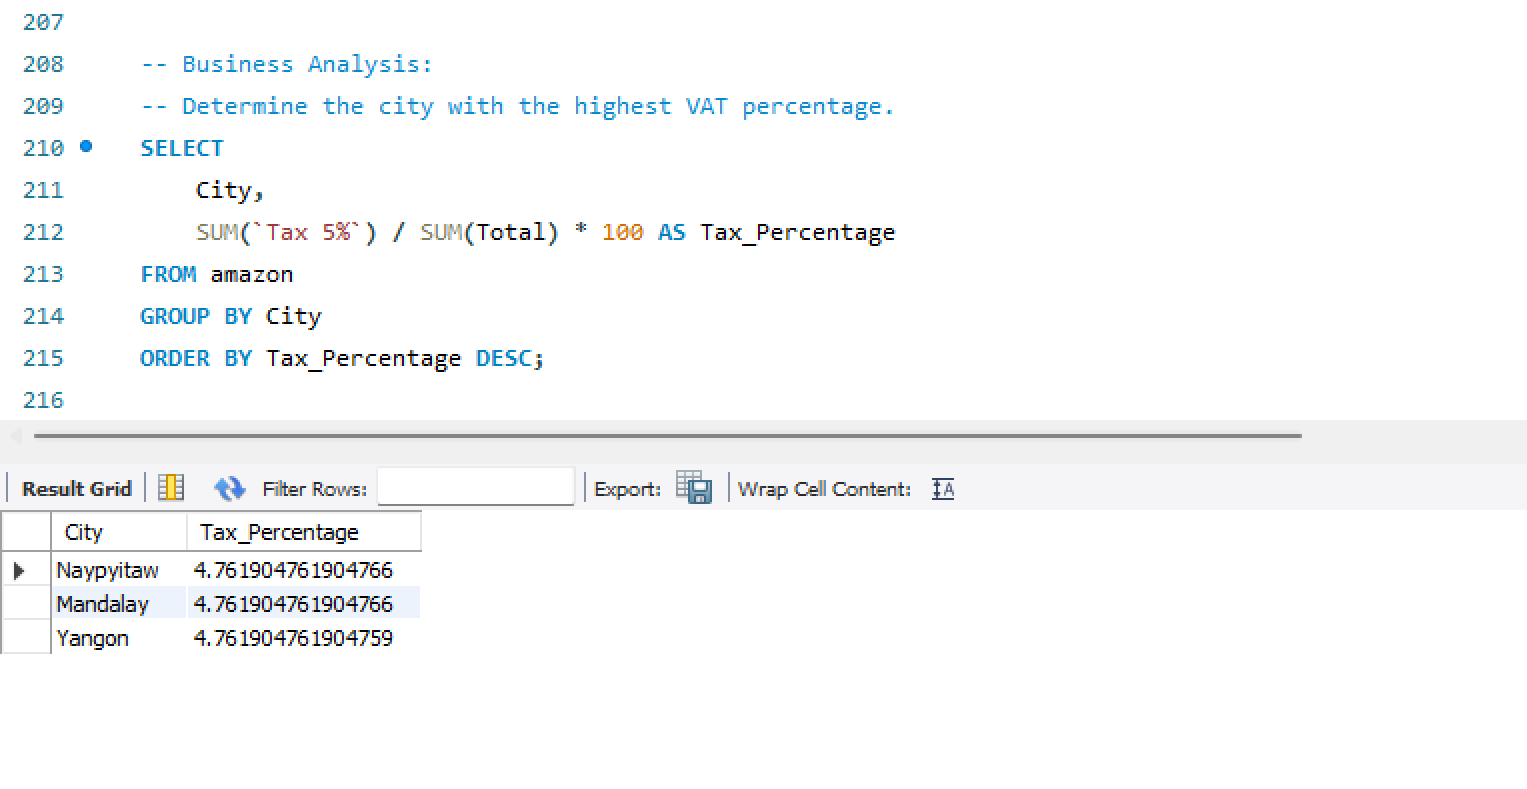 207
208 -- Business Analysis:
209 -- Determine the city with the highest VAT percentage.
210 SELECT
211 City,
212 SUM(`Tax 5%`) / SUM(Total) * 100 AS Tax_Percentage
213 FROM amazon
214 GROUP BY City
215 ORDER BY Tax_Percentage DESC;
216
Result Grid Filter Rows: Export: Wrap Cell Content: A
City Tax_Percentage
Naypyitaw 4.761904761904766
Mandalay 4.761904761904766
Yangon 4.761904761904759